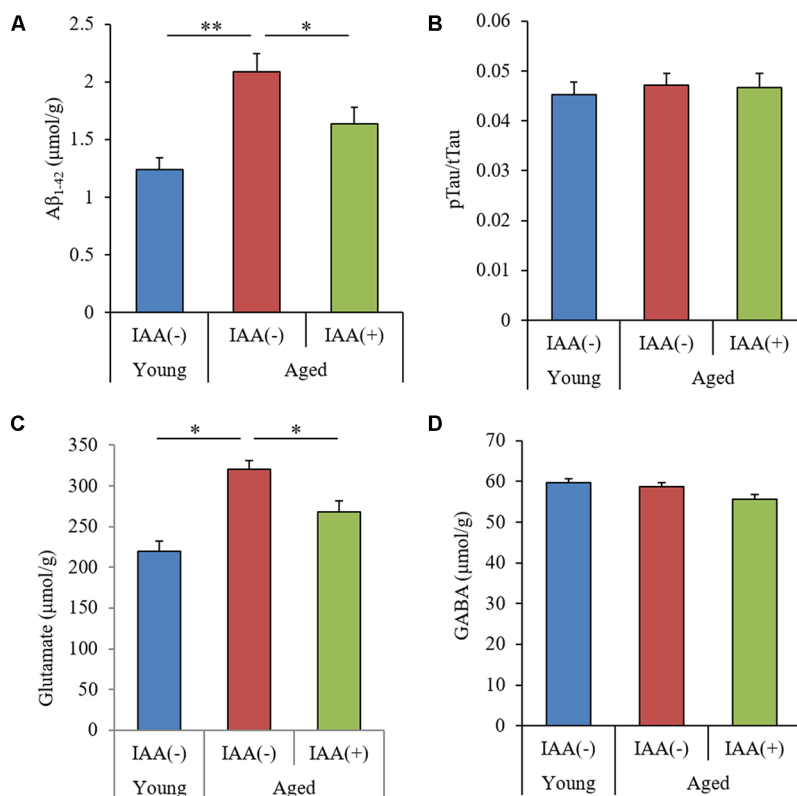 A
**
*
Aβ1-42 (μmol/g)
2.5
2
1.5
1
0.5
0
IAA(-) IAA(-) IAA(+)
Young Aged
B
pTau/tTau
0.06
0.05
0.04
0.03
0.02
0.01
0
IAA(-) IAA(-) IAA(+)
Young Aged
C
*
*
Glutamate (μmol/g)
350
300
250
200
150
100
50
0
IAA(-) IAA(-) IAA(+)
Young Aged
D
GABA (μmol/g)
70
60
50
40
30
20
10
0
IAA(-) IAA(-) IAA(+)
Young Aged